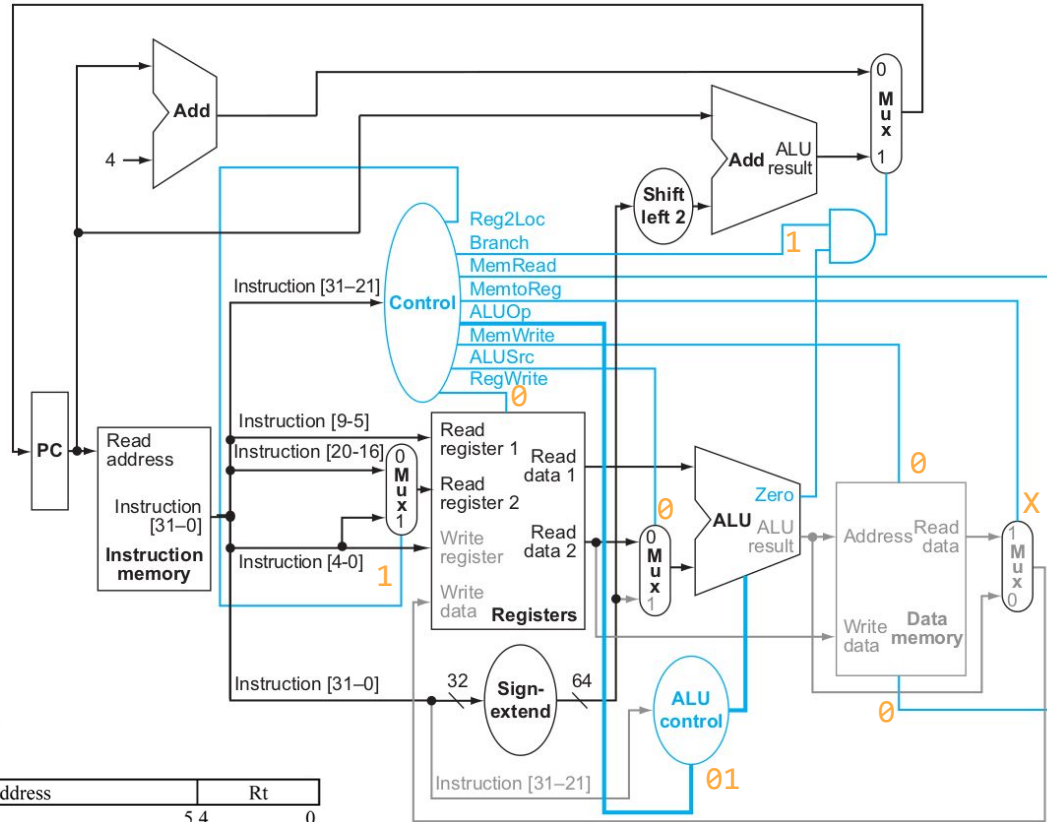 0
Mux
1
Add
4
Add
ALU
result
Shift
left 2
Reg2Loc
Branch
1
MemRead
MemtoReg
ALUOp
MemWrite
ALUSrc
RegWrite
0
Control
Instruction [31–21]
PC
Read
address
Instruction
[31–0]
Instruction
memory
Instruction [9-5]
Instruction [20-16]
Instruction [4-0]
0
Mux
1
1
Read
register 1
Read
register 2
Write
register
Write
data
Read
data 1
Read
data 2
Registers
0
0
Mux
1
Zero
ALU
ALU
result
0
Address
Read
data
Write
data
Data
memory
0
X
1
Mux
0
Instruction [31–0]
32
Sign-
extend
64
ALU
control
01
Instruction [31–21]
ddress
Rt
5 4
0